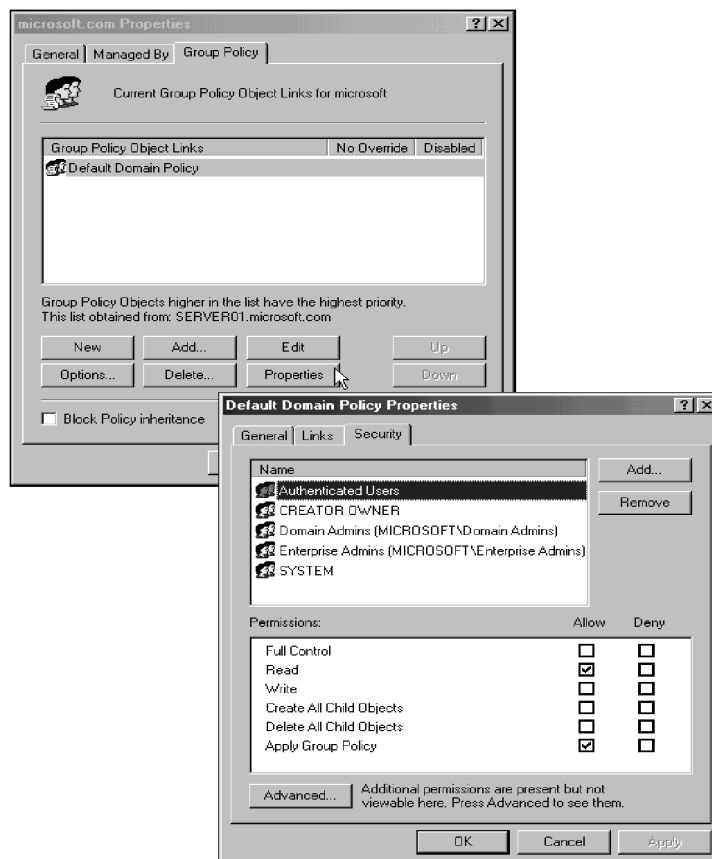 microsoft.com Properties
General Managed By Group Policy
Current Group Policy Object Links for microsoft
Group Policy Object Links No Override Disabled
Default Domain Policy
Group Policy Objects higher in the list have the highest priority.
This list obtained from: SERVER01.microsoft.com
New Add... Edit Up
Options... Delete... Properties Down
Block Policy inheritance
Default Domain Policy Properties
General Links Security
Name
Add...
Authenticated Users
Remove
CREATOR OWNER
Domain Admins (MICROSOFT\Domain Admins)
Enterprise Admins (MICROSOFT\Enterprise Admins)
SYSTEM
Permissions: Allow Deny
Full Control
Read
Write
Create All Child Objects
Delete All Child Objects
Apply Group Policy
Advanced...
Additional permissions are present but not
viewable here. Press Advanced to see them.
OK Cancel Apply